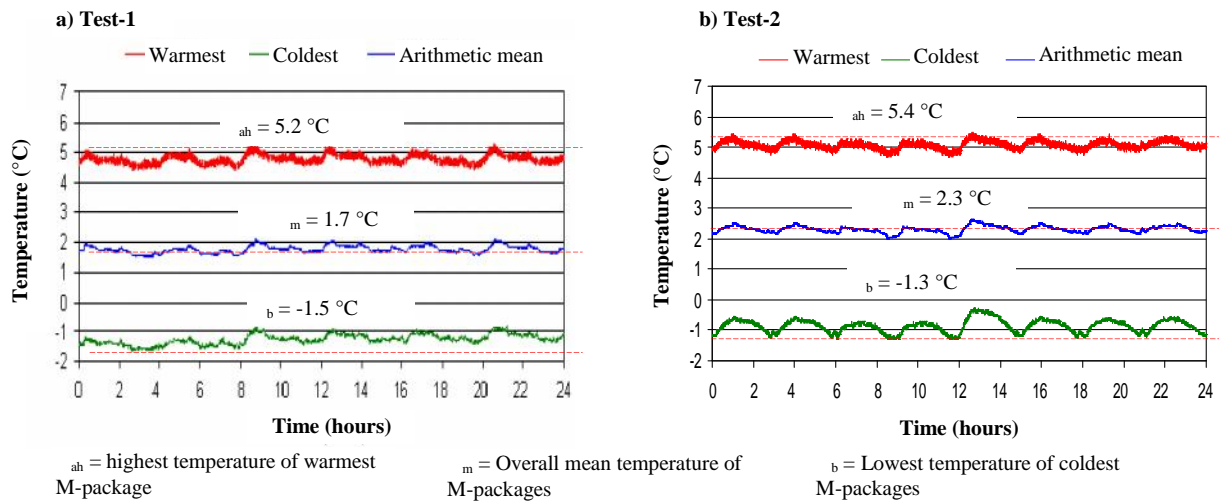 a) Test-1
Warmest Coldest Arithmetic mean
7
6
5
4
3
2
1
0
-1
-2
ah = 5.2 °C
m = 1.7 °C
b = -1.5 °C
Temperature (°C)
0 2 4 6 8 10 12 14 16 18 20 22 24
Time (hours)
b) Test-2
Warmest Coldest Arithmetic mean
7
6
5
4
3
2
1
0
-1
-2
ah = 5.4 °C
m = 2.3 °C
b = -1.3 °C
Temperature (°C)
0 2 4 6 8 10 12 14 16 18 20 22 24
Time (hours)
ah = highest temperature of warmest
M-package
m = Overall mean temperature of
M-packages
b = Lowest temperature of coldest
M-packages